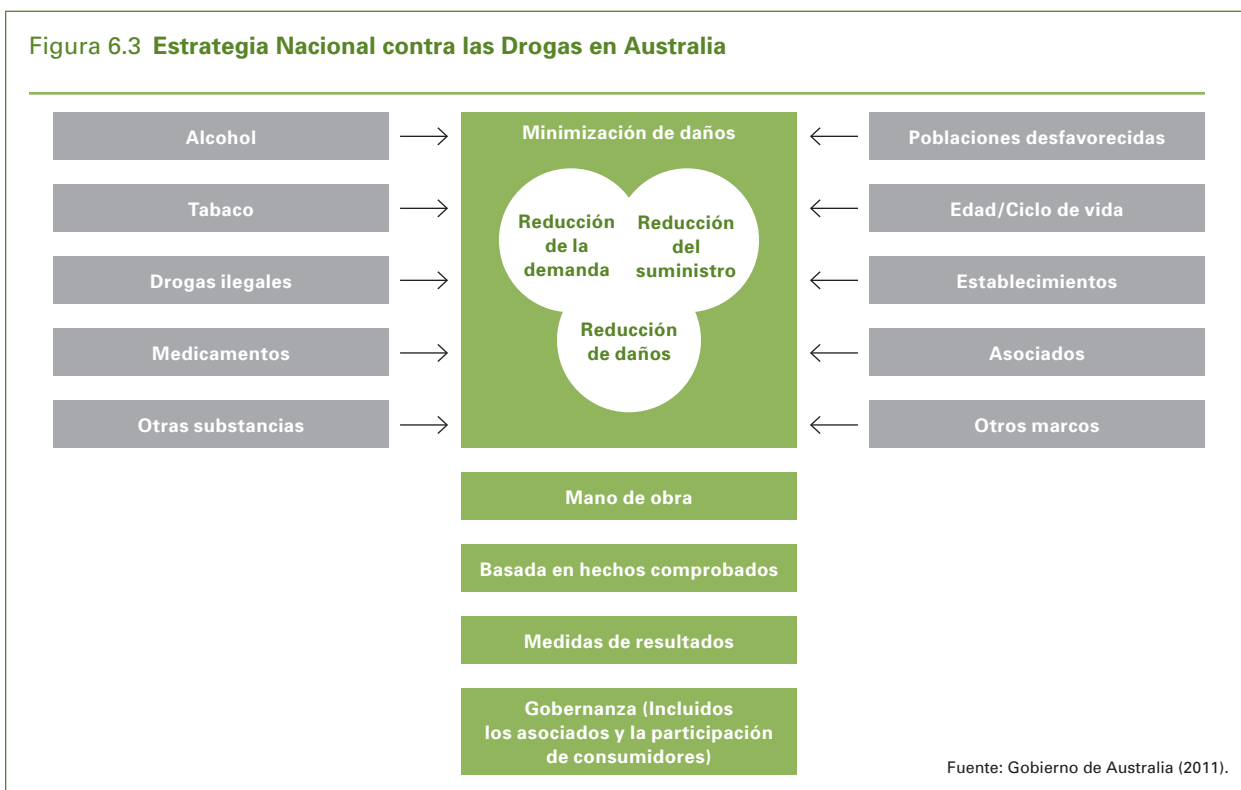 Figura 6.3 Estrategia Nacional contra las Drogas en Australia
Alcohol
Tabaco
Drogas ilegales
Medicamentos
Otras substancias
Minimización de daños
Reducción
de la
demanda
Reducción
del
suministro
Reducción
de daños
Poblaciones desfavorecidas
Edad/Ciclo de vida
Establecimientos
Asociados
Otros marcos
Mano de obra
Basada en hechos comprobados
Medidas de resultados
Gobernanza (Incluidos
los asociados y la participación
de consumidores)
Fuente: Gobierno de Australia (2011).